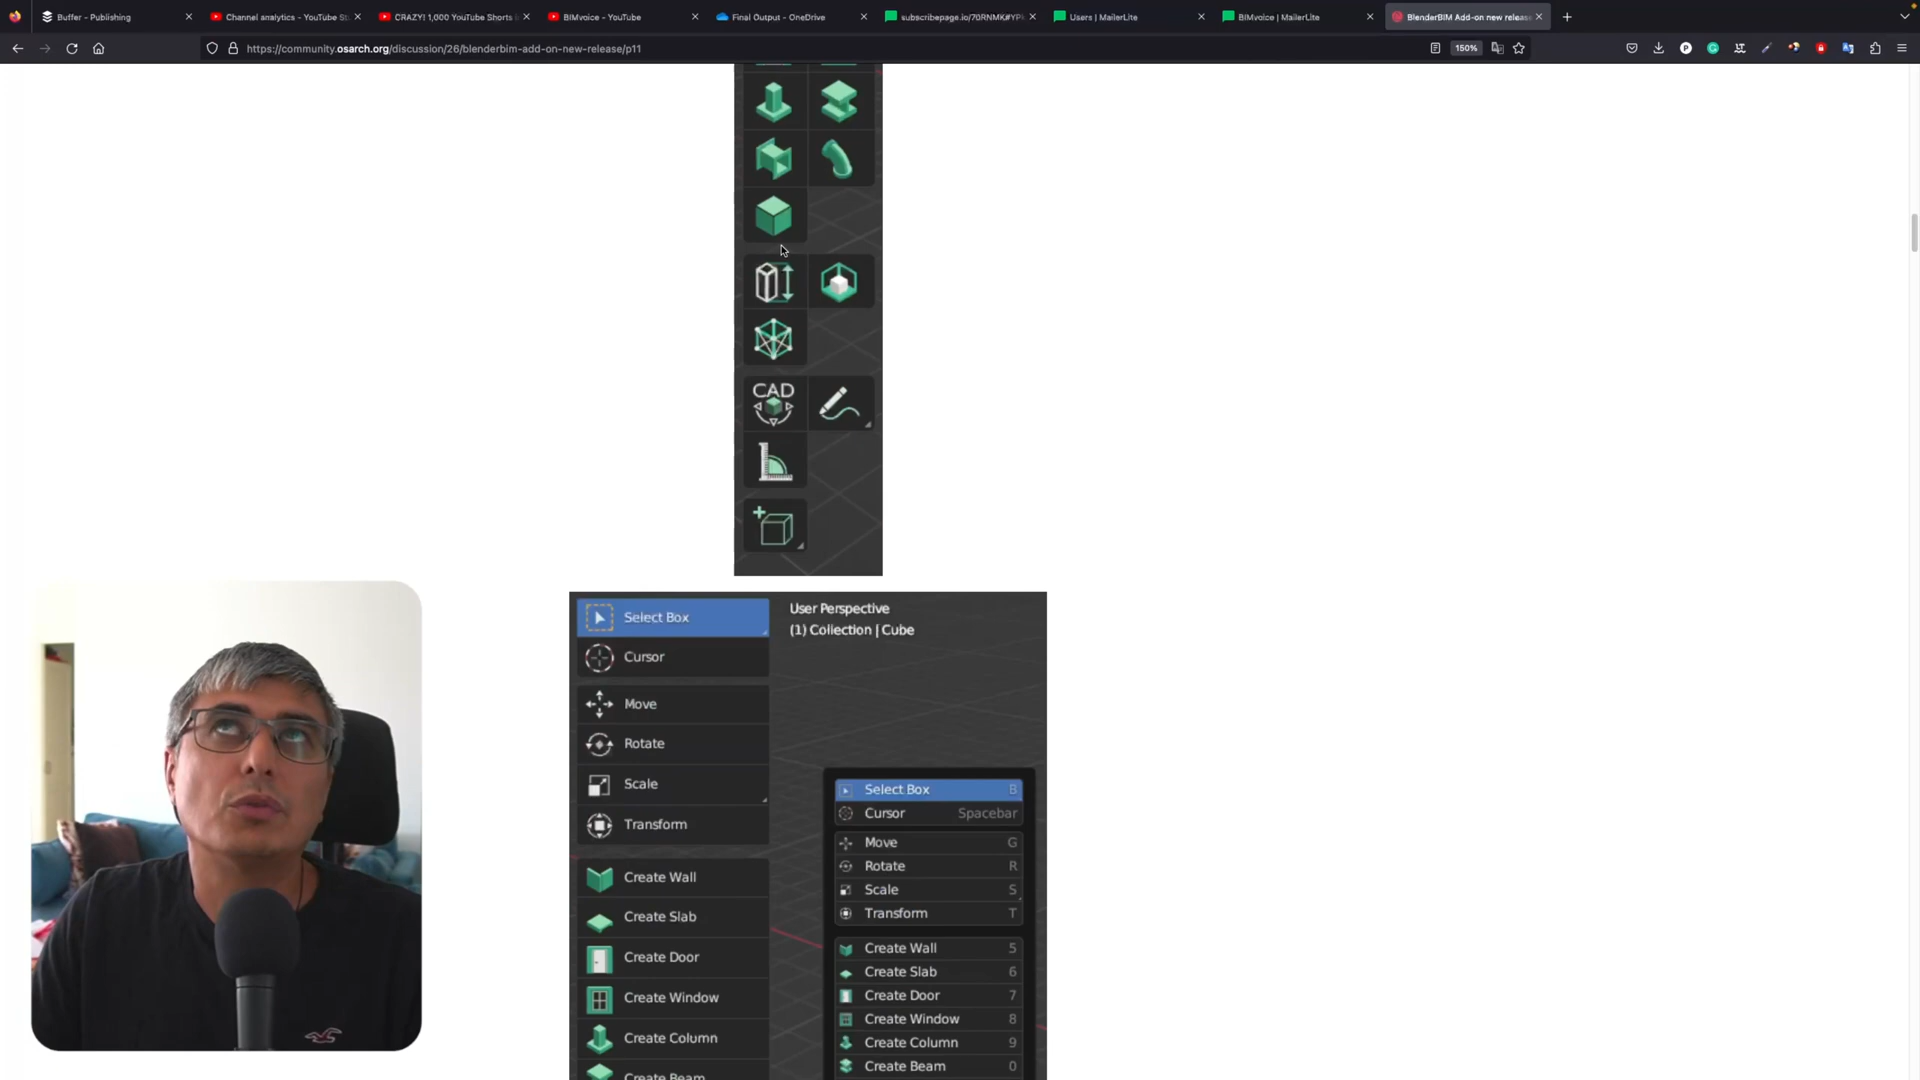 Buffer - Publishing
Channel analytics - YouTube St
CRAZY! 1,000 YouTube Shorts i
BIMvoice - YouTube
Final Output - OneDrive
subscribepage.io/70RNMK#YP
Users | MailerLite
BIMvoice | MailerLite
BlenderBIM Add-on new releas
https://community.osarch.org/discussion/26/blenderbim-add-on-new-release/p11
150%
CAD
Select Box
Cursor
Move
Rotate
Scale
Transform
Create Wall
Create Slab
Create Door
Create Window
Create Column
Create Beam
User Perspective
(1) Collection | Cube
Select Box B
Cursor Spacebar
Move G
Rotate R
Scale S
Transform T
Create Wall 5
Create Slab 6
Create Door 7
Create Window 8
Create Column 9
Create Beam 0